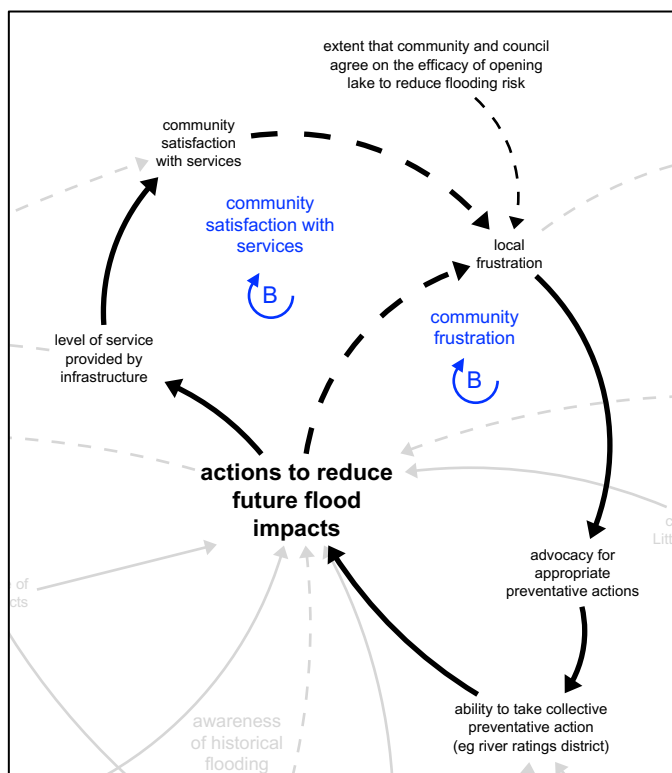 extent that community and council
agree on the efficacy of opening
lake to reduce flooding risk
community
satisfaction
with services
community
satisfaction with
services
B
local
frustration
community
frustration
B
level of service
provided by
infrastructure
actions to reduce
future flood
impacts
c
Litt
of
cts
advocacy for
appropriate
preventative actions
ability to take collective
preventative action
(eg river ratings district)
awareness
of historical
flooding